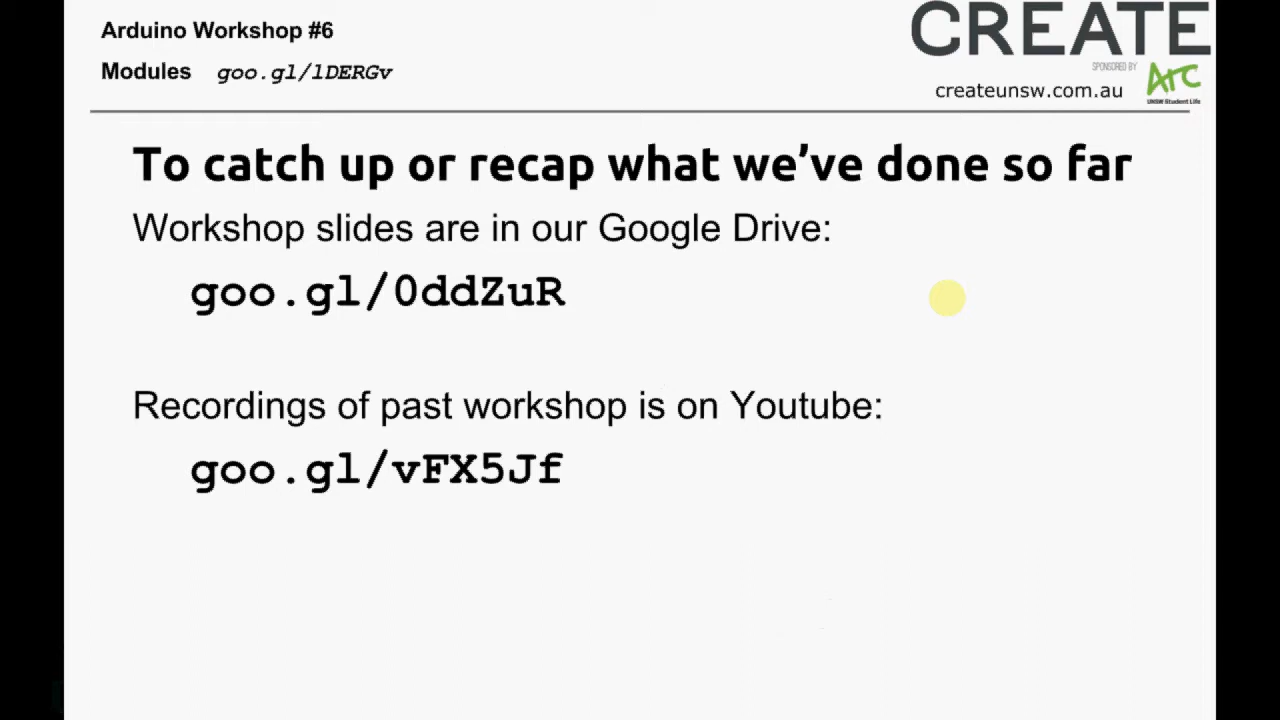 Arduino Workshop #6
Modules goo.gl/lDERGv
CREATE
SPONSORED BY Arc
UNSW Student Life
createunsw.com.au
To catch up or recap what we've done so far
Workshop slides are in our Google Drive:
goo.gl/0ddZuR
Recordings of past workshop is on Youtube:
goo.gl/vFX5Jf